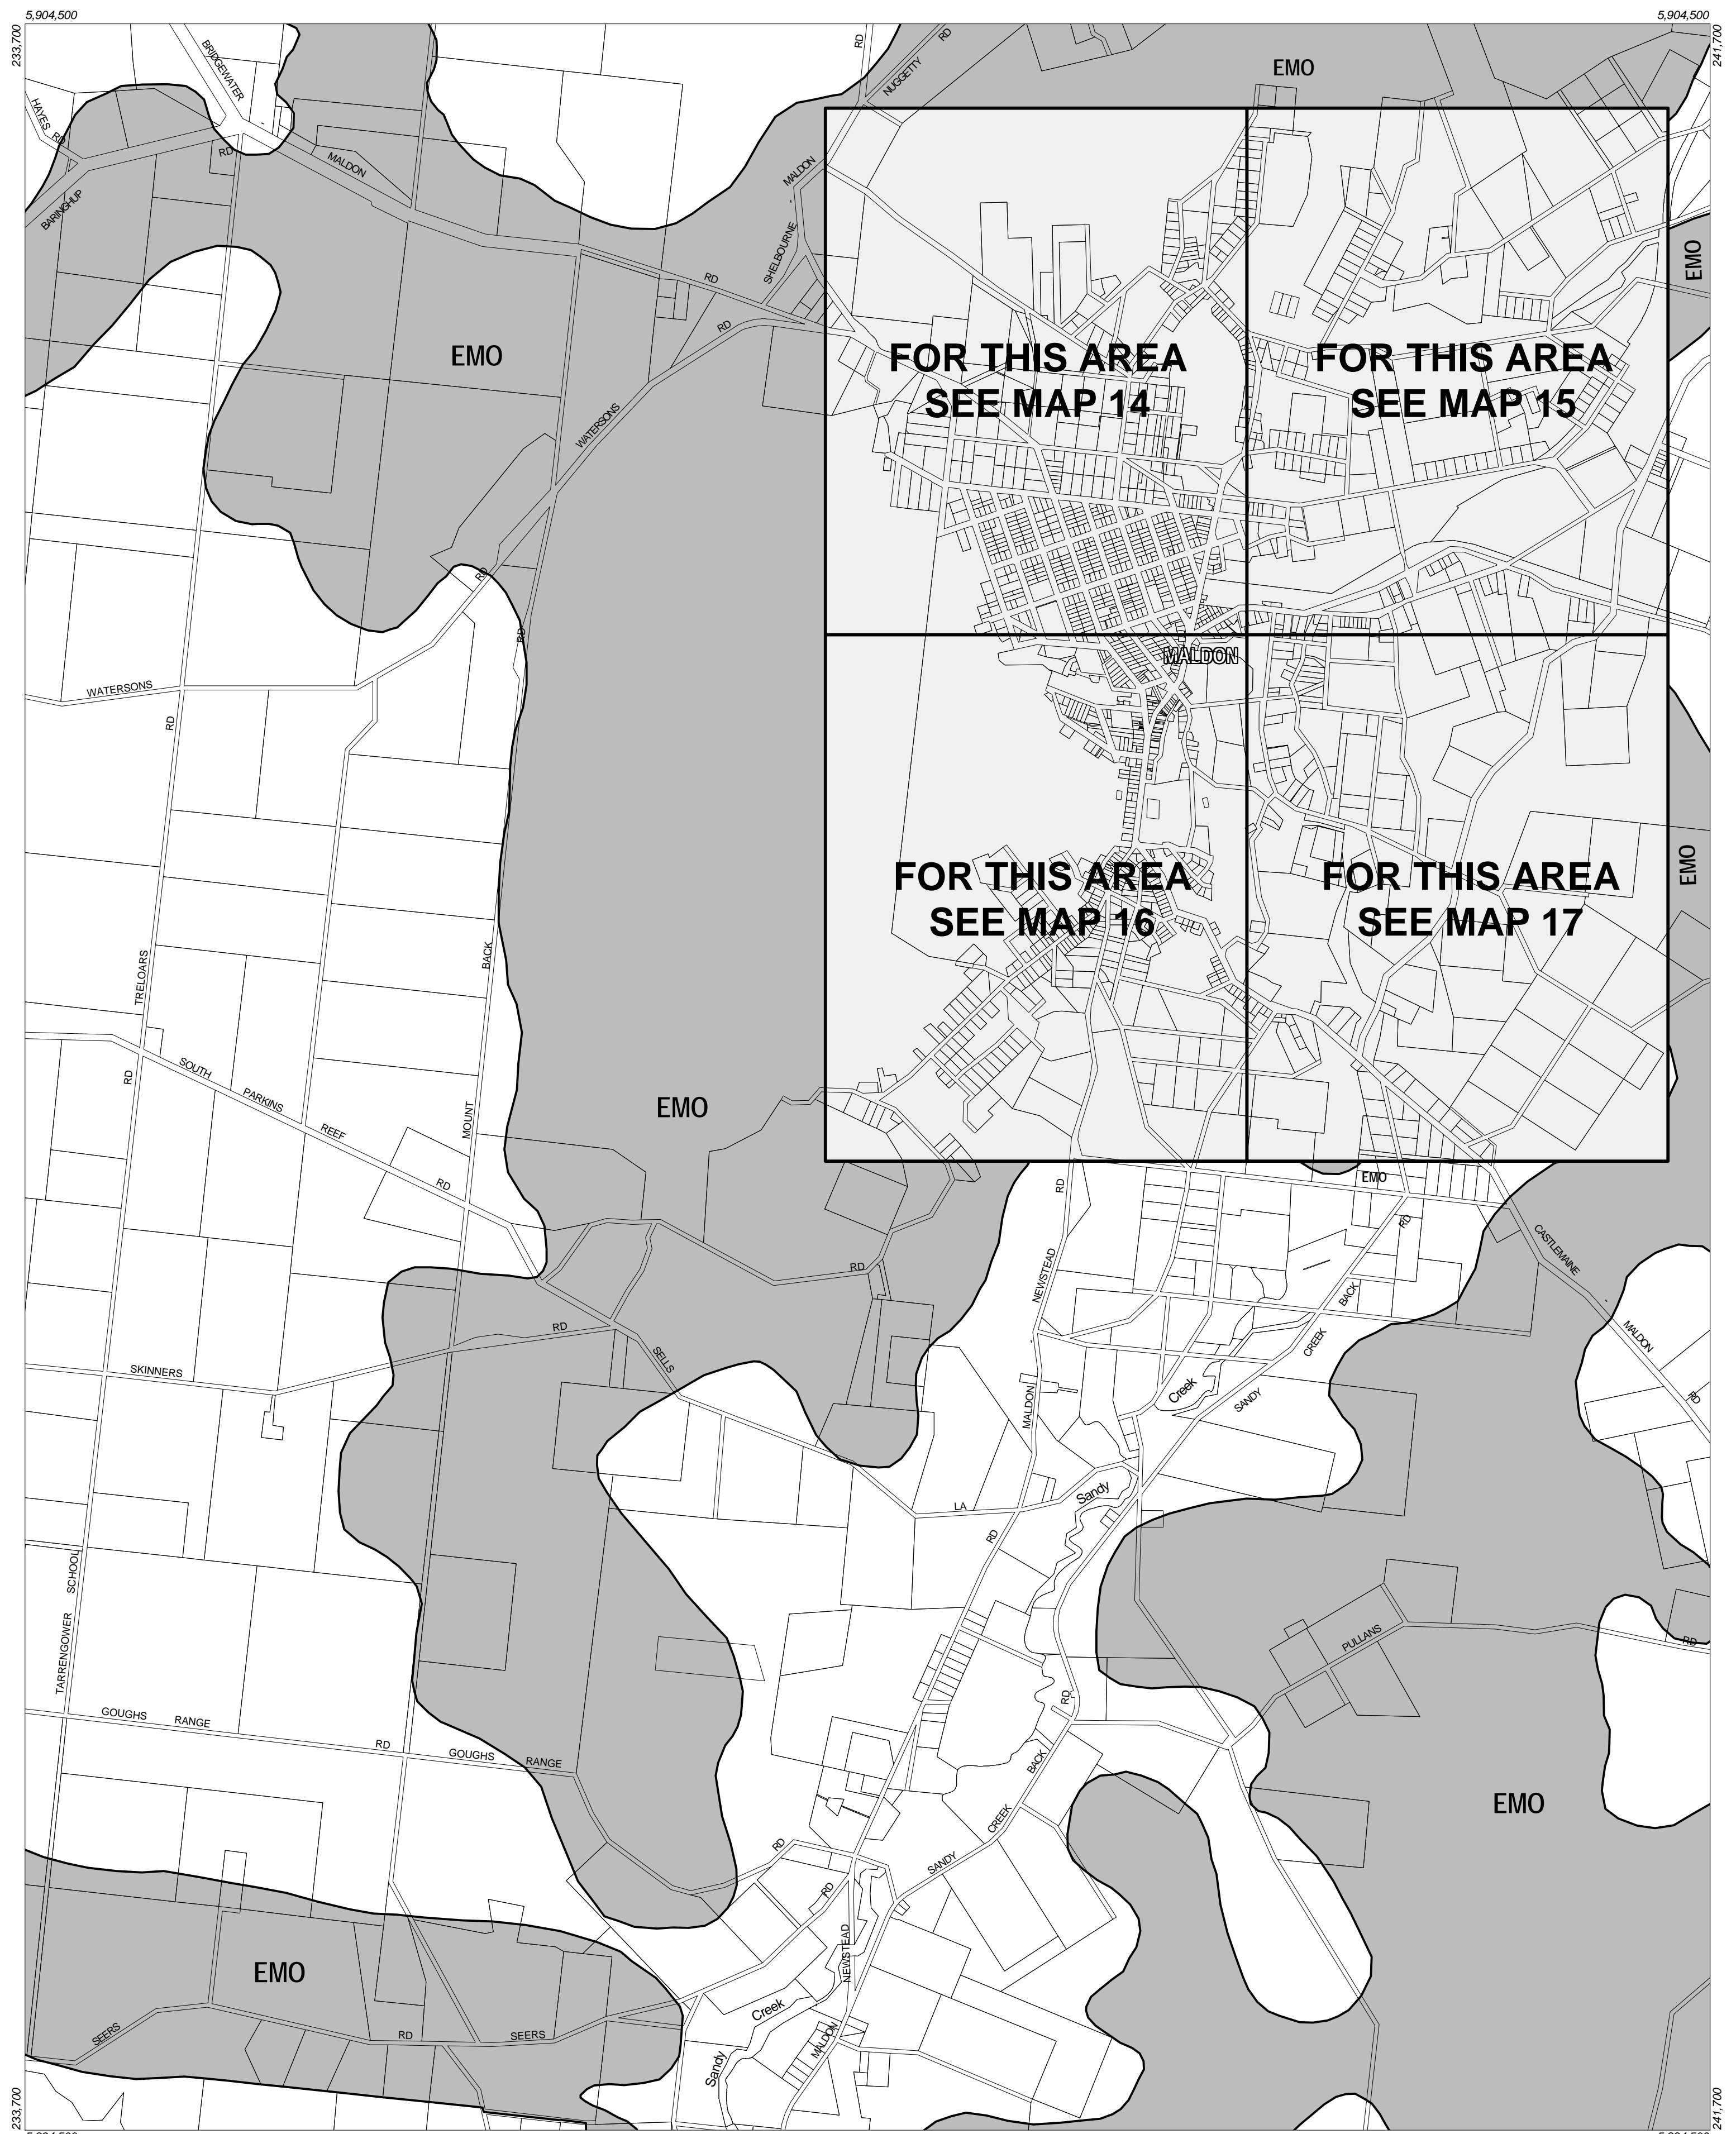 5,904,500
5,904,500
233,700
241,700
BRIDGEWATER
RD
NUGGETTY
RD
EMO
HAYES
RD
RD
MALDON
-
BARINGHUP
MALDON
-
SHELBOURNE
RD
RD
EMO
EMO
WATERSONS
FOR THIS AREA
SEE MAP 14
FOR THIS AREA
SEE MAP 15
RD
RD
MALDON
WATERSONS
RD
EMO
FOR THIS AREA
SEE MAP 16
FOR THIS AREA
SEE MAP 17
BACK
TRELOARS
RD
SOUTH
PARKINS
REEF
RD
MOUNT
EMO
EMO
RD
RD
CASTLEMAINE
-
MALDON
RD
RD
NEWSTEAD
-
MALDON
BACK
CREEK
SANDY
RD
SKINNERS
SELLS
Creek
LA
Sandy
RD
SCHOOL
TARRENGOWER
PULLANS
RD
RD
GOUGHS
RANGE
RD
GOUGHS
RANGE
BACK
CREEK
SANDY
EMO
RD
RD
NEWSTEAD
EMO
Creek
SEERS
RD
SEERS
MALDON
Sandy
233,700
241,700